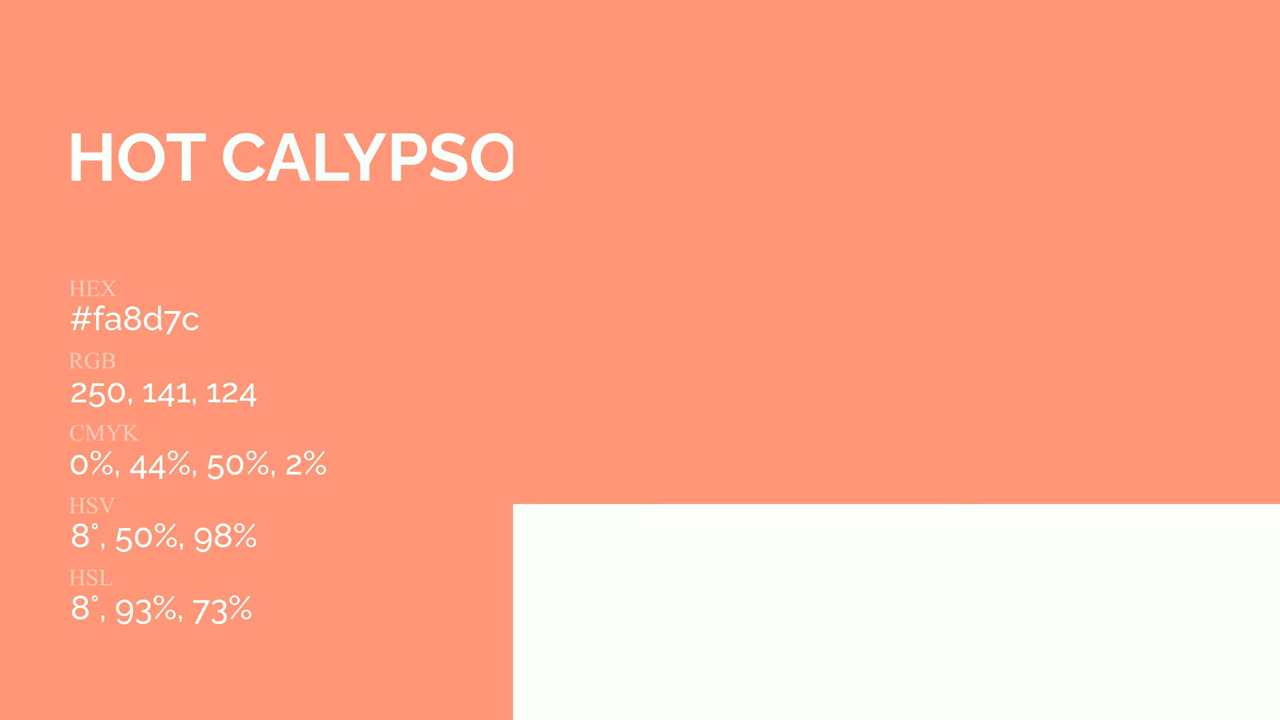 HOT CALYPSO
HEX
#fa8d7c
RGB
250, 141, 124
CMYK
0%, 44%, 50%, 2%
HSV
8°, 50%, 98%
HSL
8°, 93%, 73%